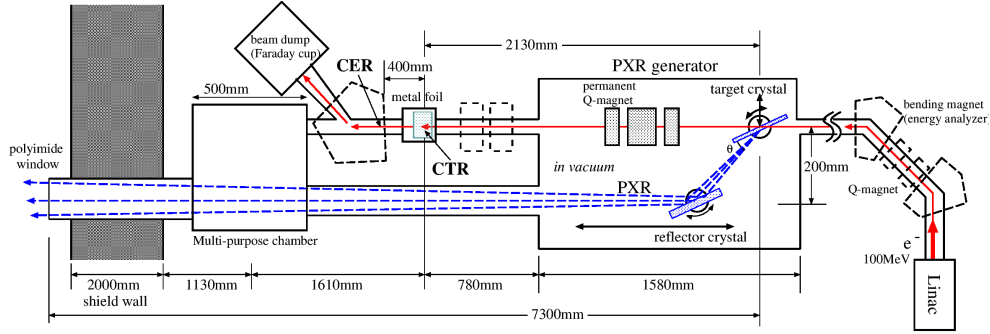 2130mm
beam dump
(Faraday cup)
CER
400mm
PXR generator
500mm
metal foil
permanent
Q-magnet
target crystal
bending magnet
(energy analyzer)
CTR
polyimide
window
in vacuum
θ
200mm
Q-magnet
PXR
Multi-purpose chamber
reflector crystal
e-
100MeV
Linac
2000mm
1130mm
1610mm
780mm
1580mm
shield wall
7300mm